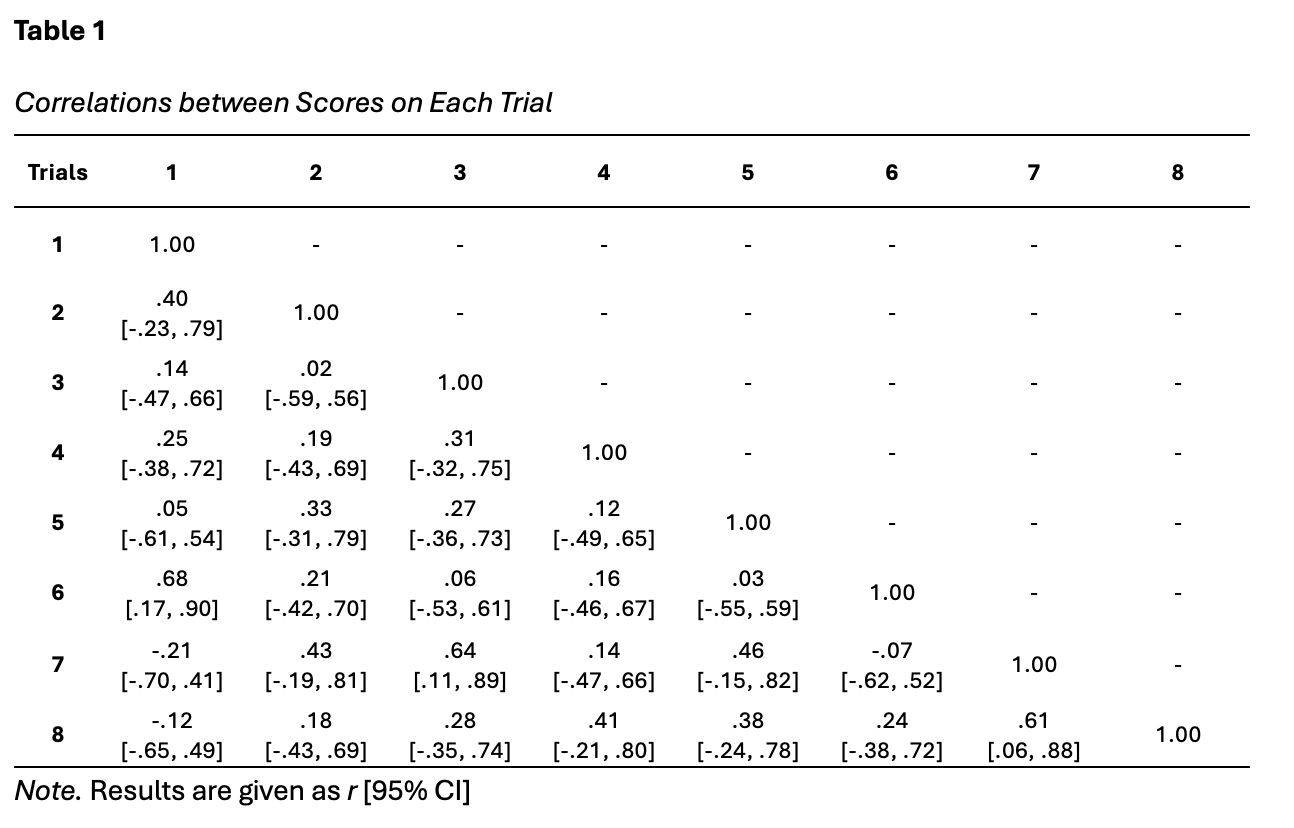 Table 1
Correlations between Scores on Each Trial
Trials 1 2 3 4 5 6 7 8
1 1.00 - - - - - - -
2 .40 [-.23, .79] 1.00 - - - - - -
3 .14 [-.47, .66] .02 [-.59, .56] 1.00 - - - - -
4 .25 [-.38, .72] .19 [-.43, .69] .31 [-.32, .75] 1.00 - - - -
5 .05 [-.61, .54] .33 [-.31, .79] .27 [-.36, .73] .12 [-.49, .65] 1.00 - - -
6 .68 [.17, .90] .21 [-.42, .70] .06 [-.53, .61] .16 [-.46, .67] .03 [-.55, .59] 1.00 - -
7 -.21 [-.70, .41] .43 [-.19, .81] .64 [.11, .89] .14 [-.47, .66] .46 [-.15, .82] -.07 [-.62, .52] 1.00 -
8 -.12 [-.65, .49] .18 [-.43, .69] .28 [-.35, .74] .41 [-.21, .80] .38 [-.24, .78] .24 [-.38, .72] .61 [.06, .88] 1.00
Note. Results are given as r [95% CI]